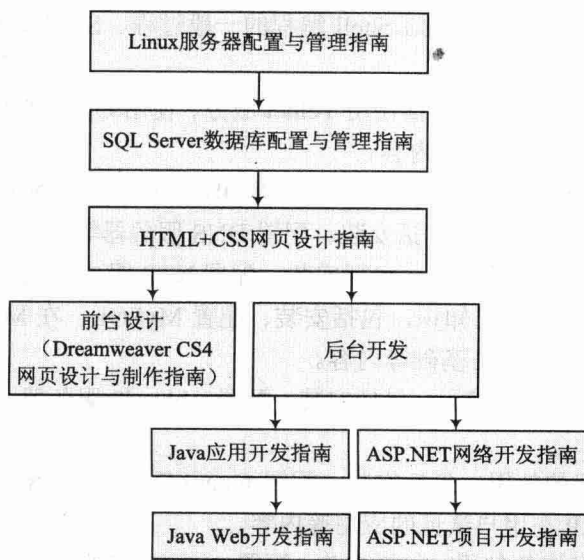 Linux服务器配置与管理指南
SQL Server数据库配置与管理指南
HTML+CSS网页设计指南
前台设计
（Dreamweaver CS4
网页设计与制作指南）
后台开发
Java应用开发指南
ASP.NET网络开发指南
Java Web开发指南
ASP.NET项目开发指南